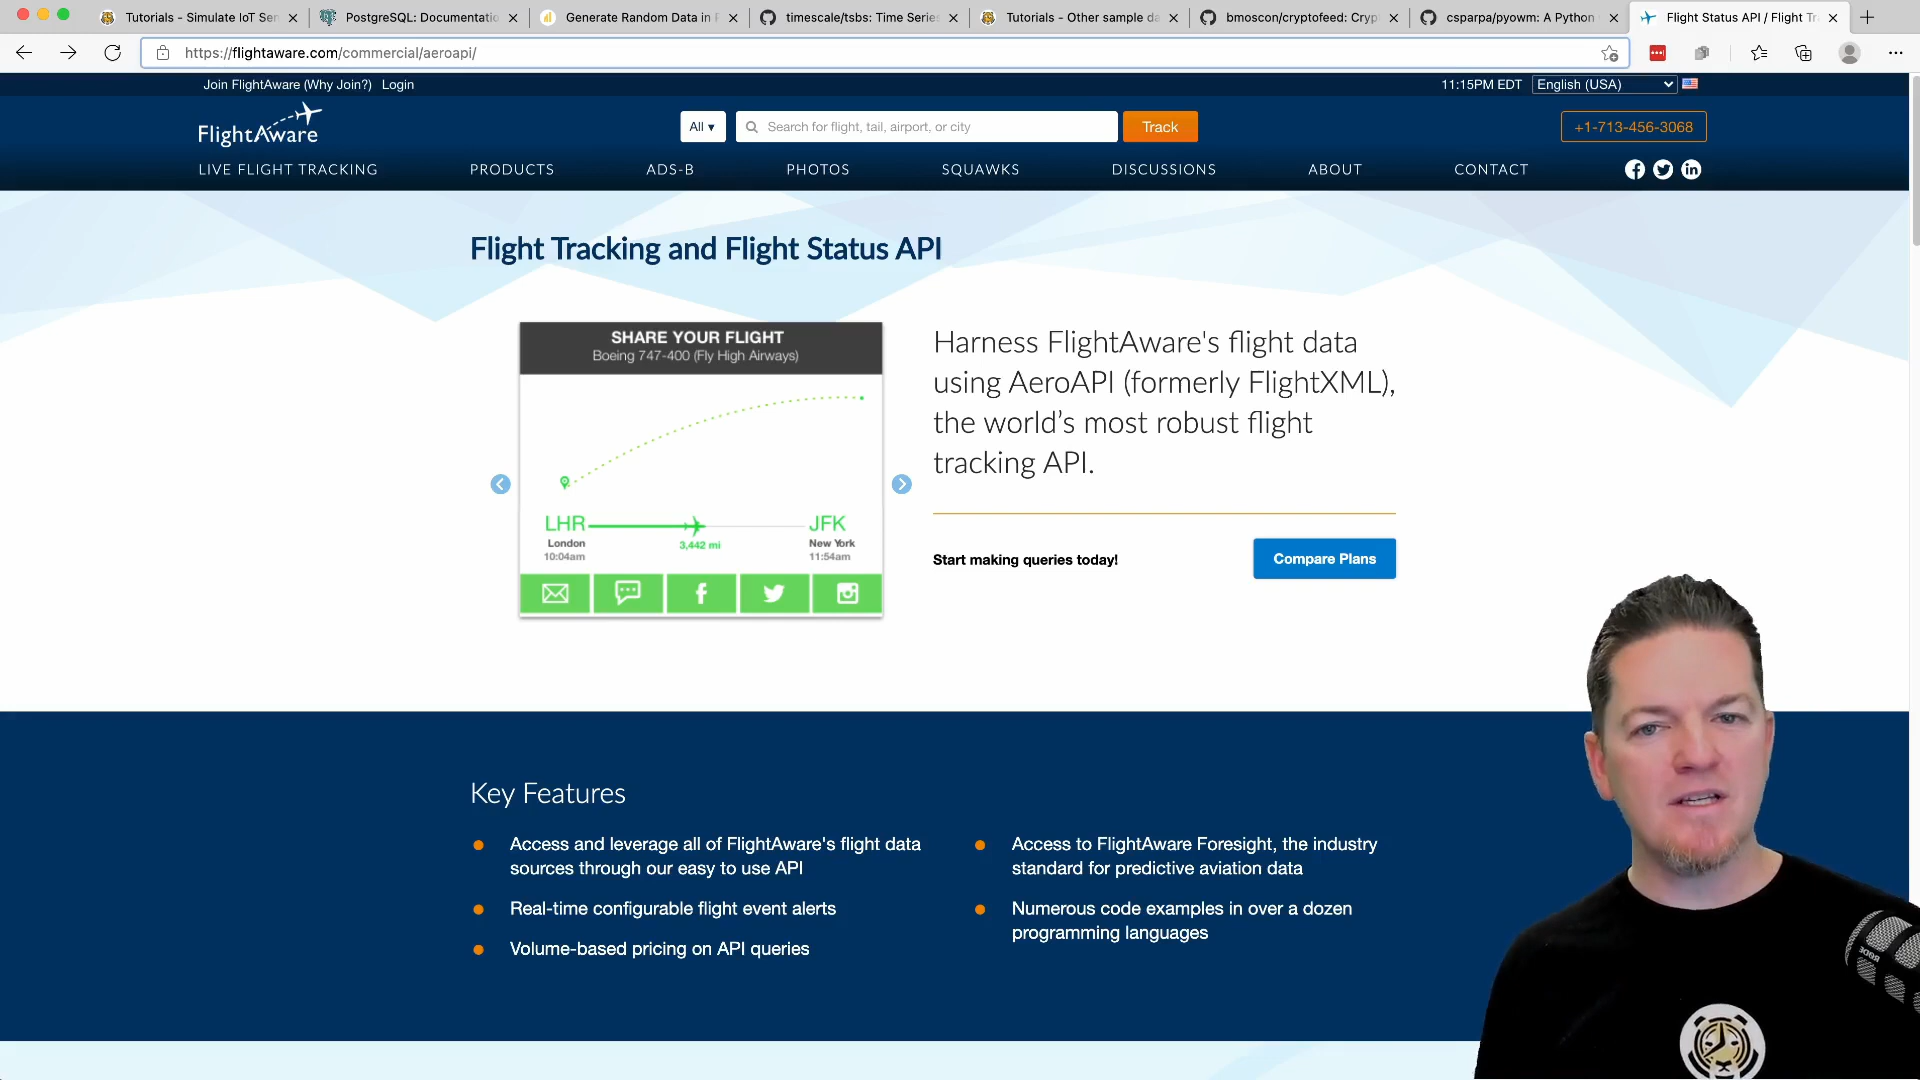 Tutorials - Simulate IoT Ser
PostgreSQL: Documentatio
Generate Random Data in P
timescale/tsbs: Time Series
Tutorials - Other sample da
bmoscon/cryptofeed: Cryp
csparpa/pyowm: A Python
Flight Status API / Flight Tr
https://flightaware.com/commercial/aeroapi/
Join FlightAware (Why Join?) Login
11:15PM EDT
English (USA)
FlightAware
All
Search for flight, tail, airport, or city
Track
+1-713-456-3068
LIVE FLIGHT TRACKING
PRODUCTS
ADS-B
PHOTOS
SQUAWKS
DISCUSSIONS
ABOUT
CONTACT
Flight Tracking and Flight Status API
SHARE YOUR FLIGHT
Boeing 747-400 (Fly High Airways)
LHR
JFK
London
3,442 mi
New York
10:04am
11:54am
Harness FlightAware's flight data
using AeroAPI (formerly FlightXML),
the world’s most robust flight
tracking API.
Start making queries today!
Compare Plans
Key Features
Access and leverage all of FlightAware's flight data
sources through our easy to use API
Real-time configurable flight event alerts
Volume-based pricing on API queries
Access to FlightAware Foresight, the industry
standard for predictive aviation data
Numerous code examples in over a dozen
programming languages
RØDE